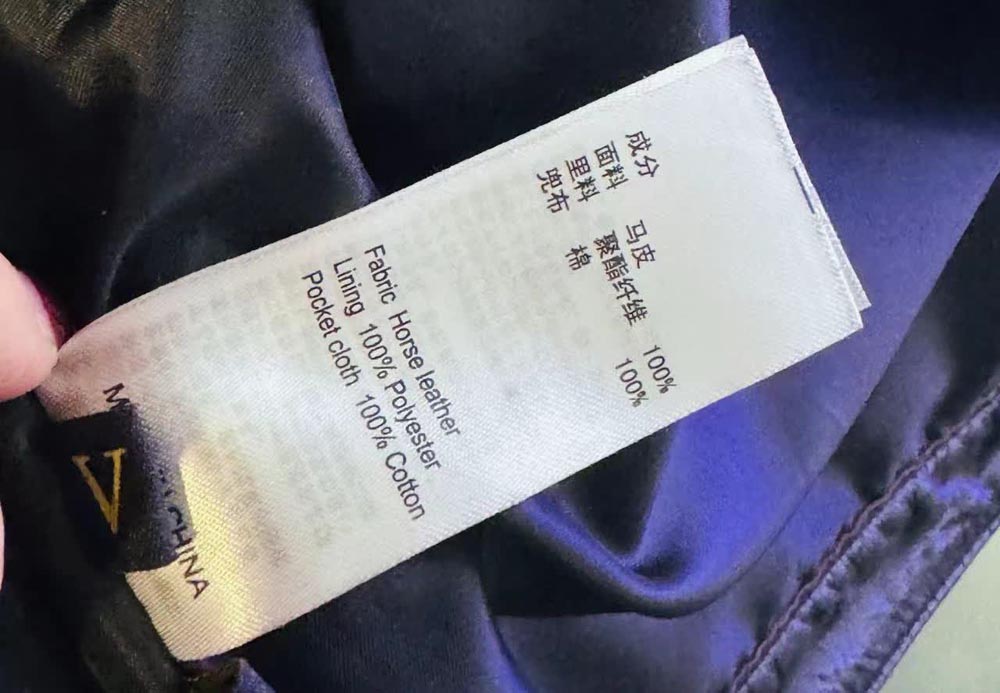 成分
面料 马皮
里料 聚酯纤维 100%
兜布 棉 100%
Fabric Horse leather
Lining 100% Polyester
Pocket cloth 100% Cotton
CHINA
V